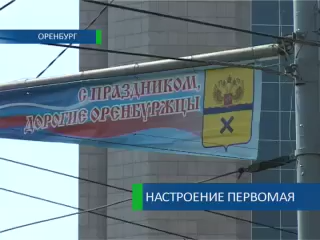 ОРЕНБУРГ
С ПРАЗДНИКОМ,
ДОРОГИЕ ОРЕНБУРЖЦЫ
НАСТРОЕНИЕ ПЕРВОМАЯ